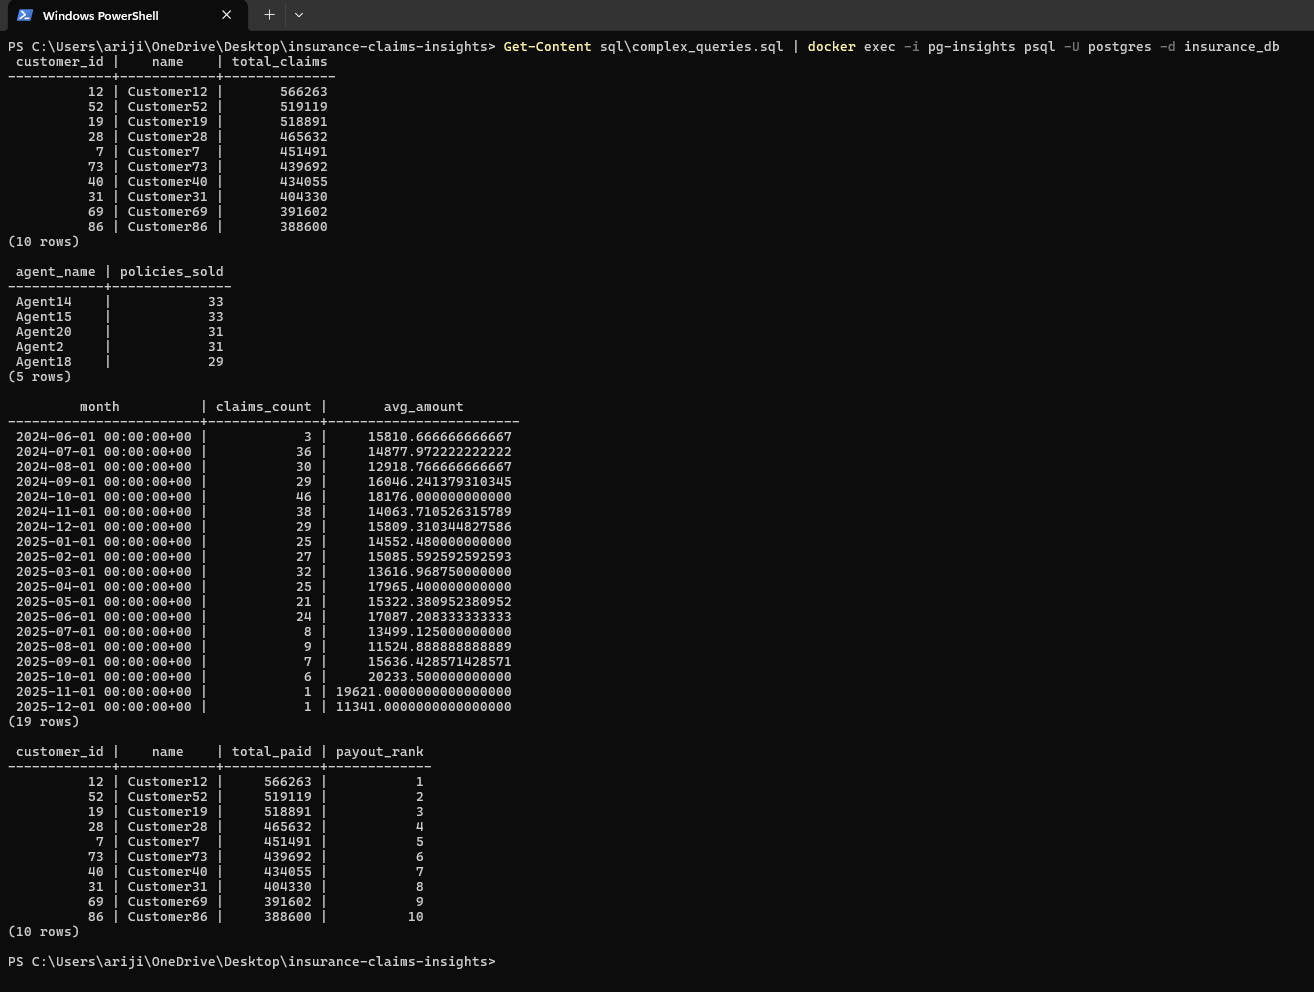 Windows PowerShell
PS C:\Users\ariji\OneDrive\Desktop\insurance-claims-insights> Get-Content sql\complex_queries.sql | docker exec -i pg-insights psql -U postgres -d insurance_db
 customer_id |    name    | total_claims
-------------+------------+--------------
          12 | Customer12 |       566263
          52 | Customer52 |       519119
          19 | Customer19 |       518891
          28 | Customer28 |       465632
           7 | Customer7  |       451491
          73 | Customer73 |       439692
          40 | Customer40 |       434055
          31 | Customer31 |       404330
          69 | Customer69 |       391602
          86 | Customer86 |       388600
(10 rows)

 agent_name | policies_sold
------------+---------------
 Agent14    |            33
 Agent15    |            33
 Agent20    |            31
 Agent2     |            31
 Agent18    |            29
(5 rows)

         month          | claims_count |       avg_amount
------------------------+--------------+------------------------
 2024-06-01 00:00:00+00 |            3 |     15810.666666666667
 2024-07-01 00:00:00+00 |           36 |     14877.972222222222
 2024-08-01 00:00:00+00 |           30 |     12918.766666666667
 2024-09-01 00:00:00+00 |           29 |     16046.241379310345
 2024-10-01 00:00:00+00 |           46 |     18176.000000000000
 2024-11-01 00:00:00+00 |           38 |     14063.710526315789
 2024-12-01 00:00:00+00 |           29 |     15809.310344827586
 2025-01-01 00:00:00+00 |           25 |     14552.480000000000
 2025-02-01 00:00:00+00 |           27 |     15085.592592592593
 2025-03-01 00:00:00+00 |           32 |     13616.968750000000
 2025-04-01 00:00:00+00 |           25 |     17965.400000000000
 2025-05-01 00:00:00+00 |           21 |     15322.380952380952
 2025-06-01 00:00:00+00 |           24 |     17087.208333333333
 2025-07-01 00:00:00+00 |            8 |     13499.125000000000
 2025-08-01 00:00:00+00 |            9 |     11524.888888888889
 2025-09-01 00:00:00+00 |            7 |     15636.428571428571
 2025-10-01 00:00:00+00 |            6 |     20233.500000000000
 2025-11-01 00:00:00+00 |            1 | 19621.0000000000000000
 2025-12-01 00:00:00+00 |            1 | 11341.0000000000000000
(19 rows)

 customer_id |    name    | total_paid | payout_rank
-------------+------------+------------+-------------
          12 | Customer12 |     566263 |           1
          52 | Customer52 |     519119 |           2
          19 | Customer19 |     518891 |           3
          28 | Customer28 |     465632 |           4
           7 | Customer7  |     451491 |           5
          73 | Customer73 |     439692 |           6
          40 | Customer40 |     434055 |           7
          31 | Customer31 |     404330 |           8
          69 | Customer69 |     391602 |           9
          86 | Customer86 |     388600 |          10
(10 rows)

PS C:\Users\ariji\OneDrive\Desktop\insurance-claims-insights>